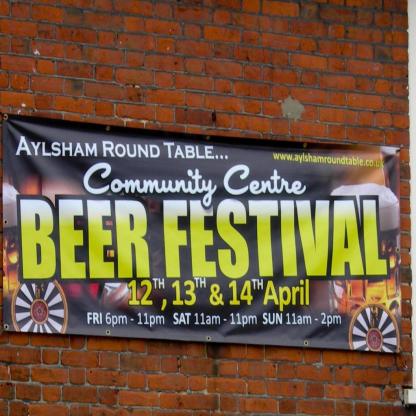 AYLSHAM ROUND TABLE...
www.aylshamroundtable.co.uk
Community Centre
BEER FESTIVAL
12TH, 13TH & 14TH April
FRI 6pm - 11pm SAT 11am - 11pm SUN 11am - 2pm